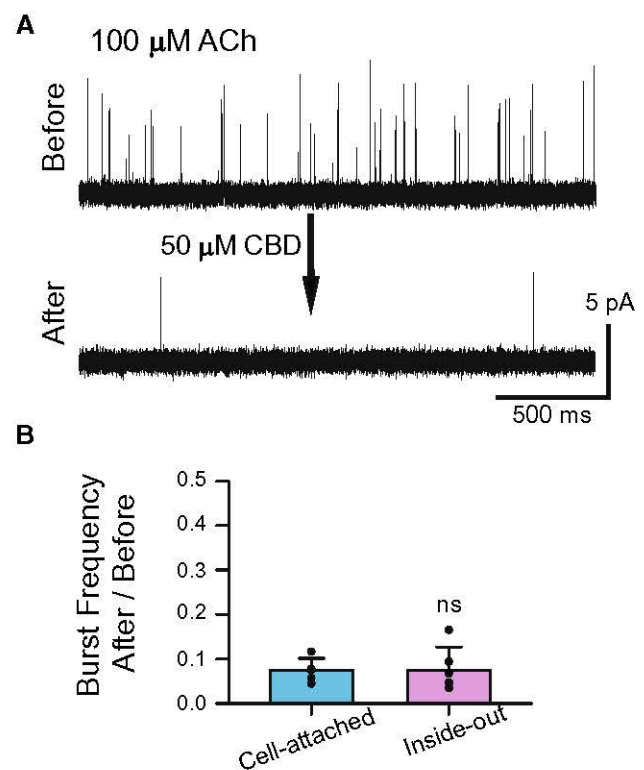 A
100 μM ACh
Before
50 μM CBD
After
5 pA
500 ms
B
Burst Frequency
After / Before
0.5
0.4
0.3
0.2
0.1
0.0
ns
Cell-attached
Inside-out